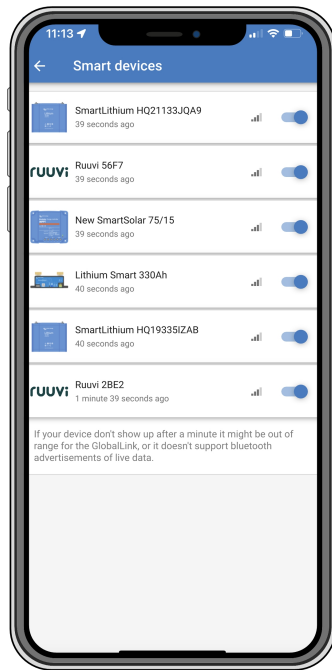 11:13
Smart devices
SmartLithium HQ21133JQA9
39 seconds ago
ruuvi
Ruuvi 56F7
39 seconds ago
New SmartSolar 75/15
39 seconds ago
Lithium Smart 330Ah
40 seconds ago
SmartLithium HQ19335IZAB
40 seconds ago
ruuvi
Ruuvi 2BE2
1 minute 39 seconds ago
If your device don't show up after a minute it might be out of
range for the GlobalLink, or it doesn't support bluetooth
advertisements of live data.